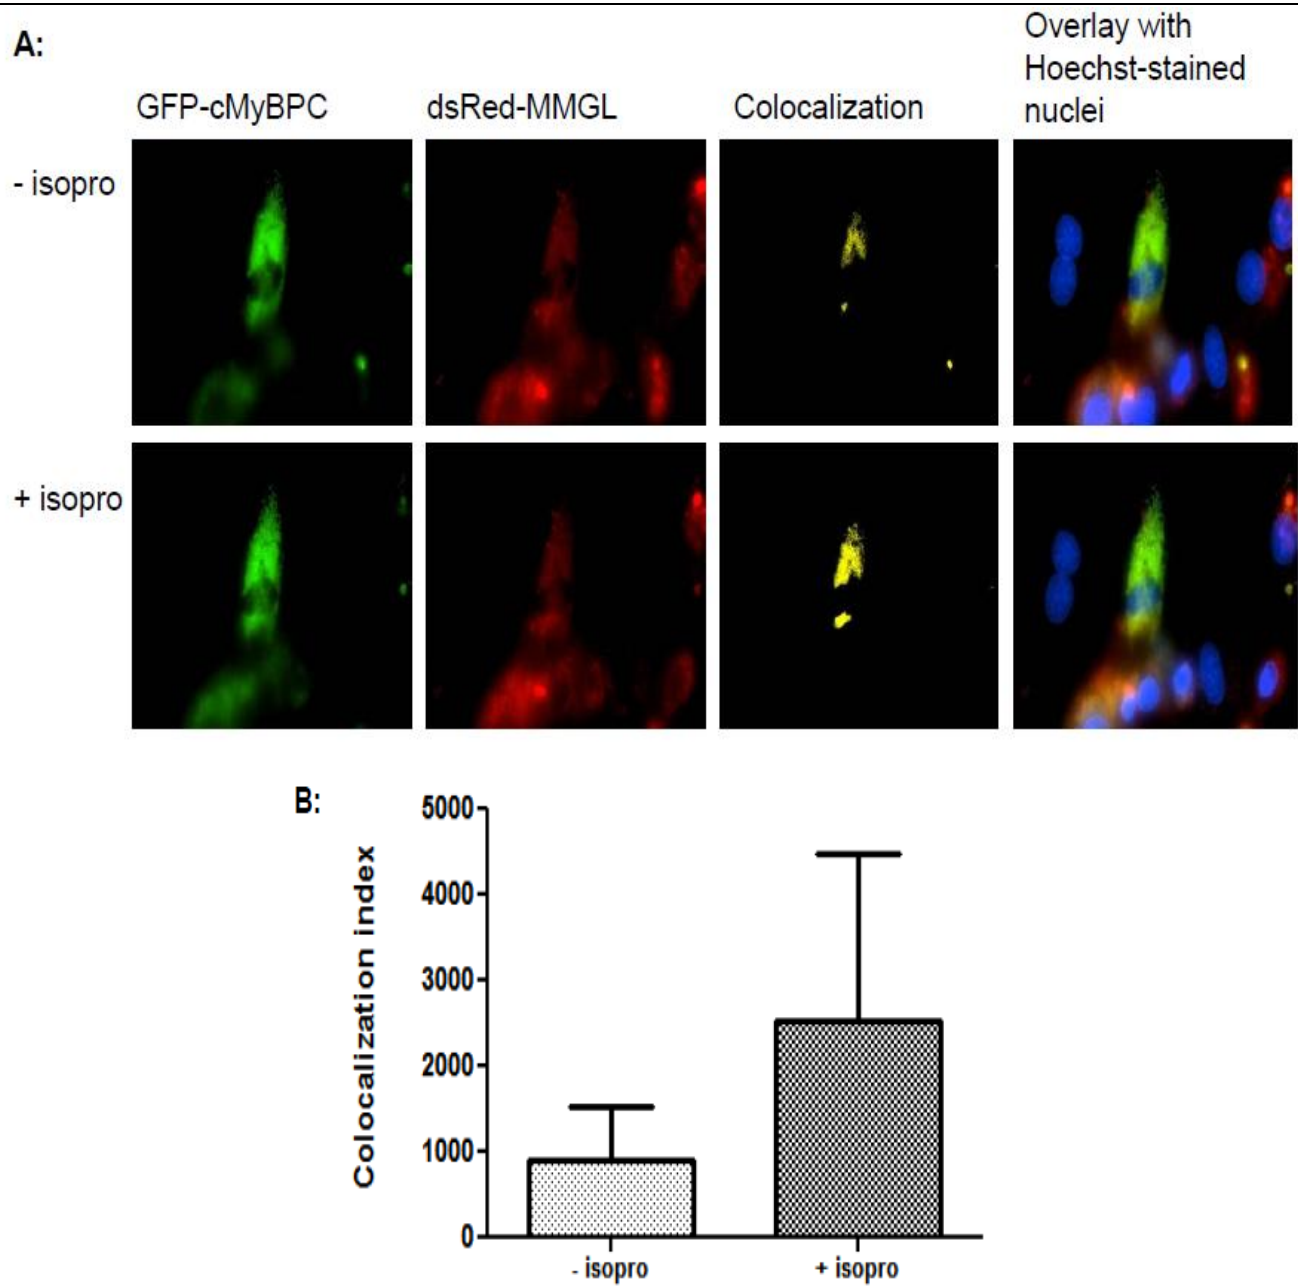 A:
GFP-cMyBPC
dsRed-MMGL
Colocalization
Overlay with
Hoechst-stained
nuclei
- isopro
+ isopro
B:
Colocalization index
5000
4000
3000
2000
1000
0
- isopro
+ isopro